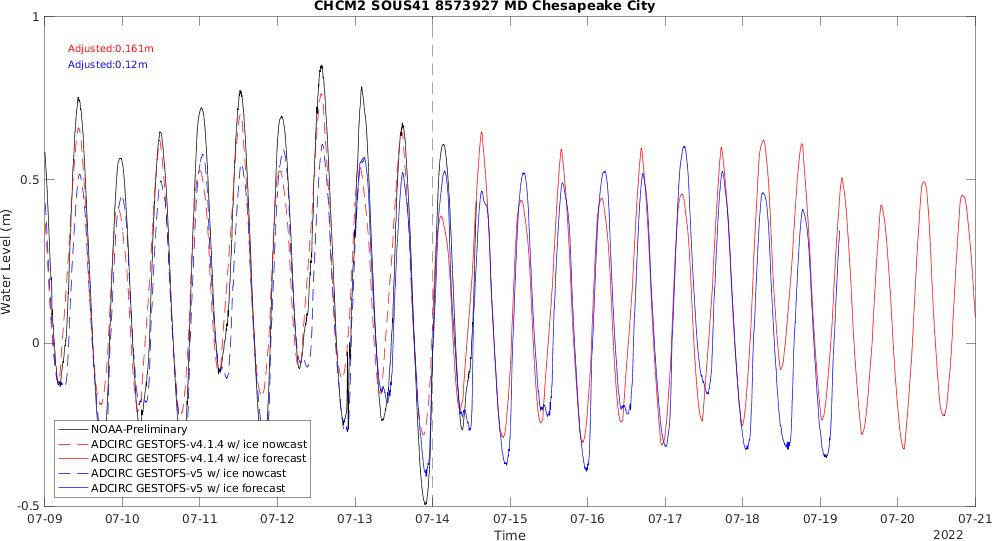 CHCM2 SOUS41 8573927 MD Chesapeake City
Adjusted:0.161m
Adjusted:0.12m
Water Level (m)
1
0.5
0
-0.5
NOAA-Preliminary
ADCIRC GESTOFS-v4.1.4 w/ ice nowcast
ADCIRC GESTOFS-v4.1.4 w/ ice forecast
ADCIRC GESTOFS-v5 w/ ice nowcast
ADCIRC GESTOFS-v5 w/ ice forecast
07-09 07-10 07-11 07-12 07-13 07-14 07-15 07-16 07-17 07-18 07-19 07-20 07-21
Time
2022